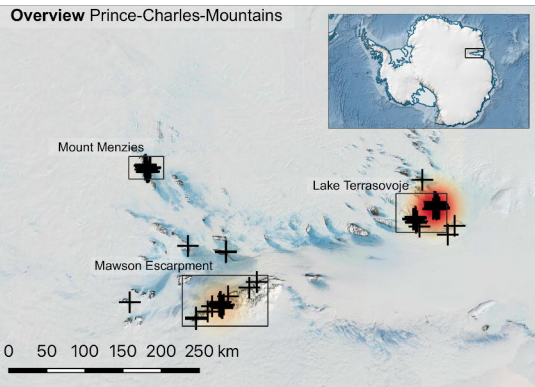 Overview Prince-Charles-Mountains
Mount Menzies
Lake Terrasovoje
Mawson Escarpment
0 50 100 150 200 250 km